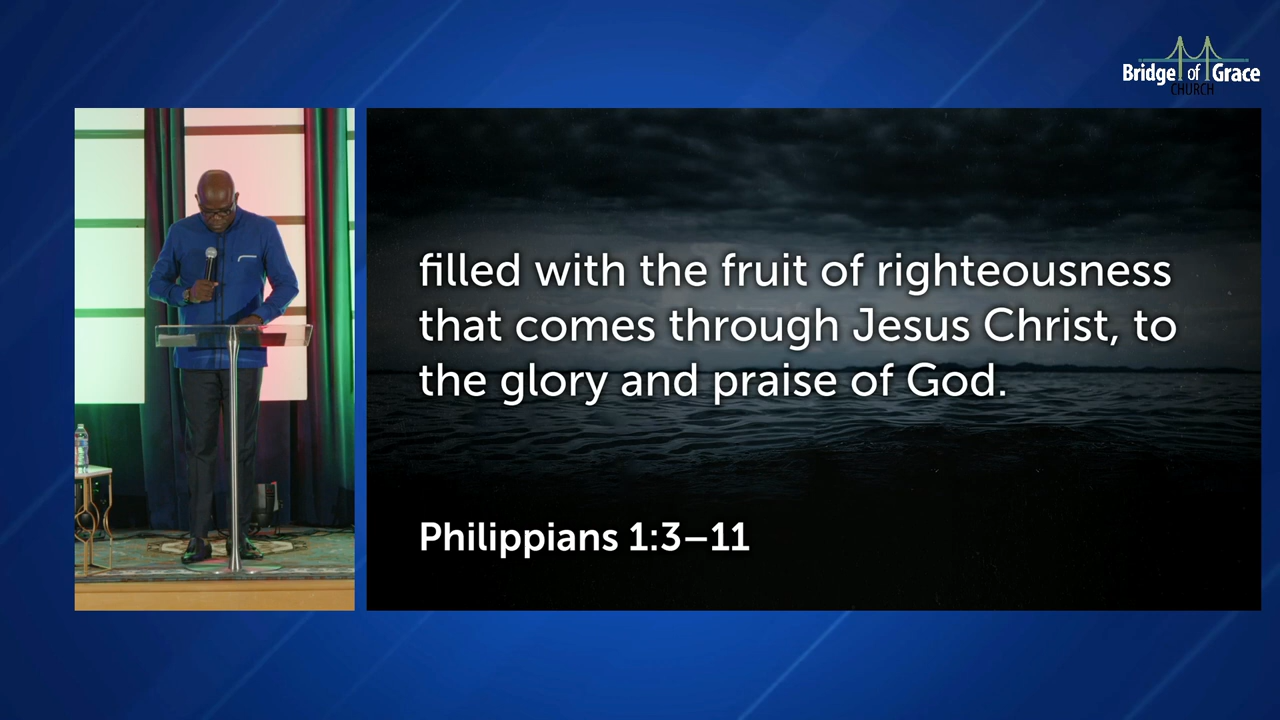 Bridge of Grace
CHURCH
filled with the fruit of righteousness
that comes through Jesus Christ, to
the glory and praise of God.
Philippians 1:3–11